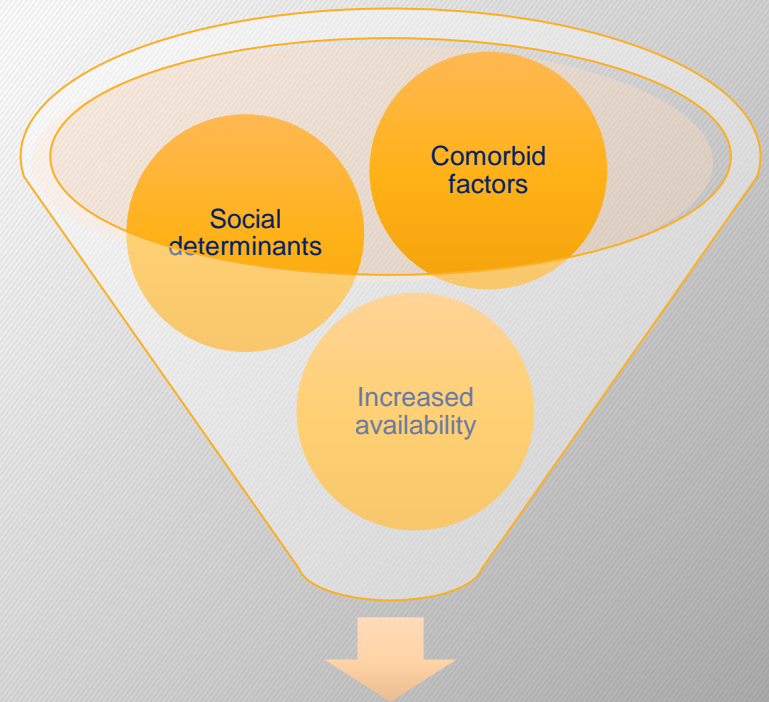 Comorbid
factors
Social
determinants
Increased
availability